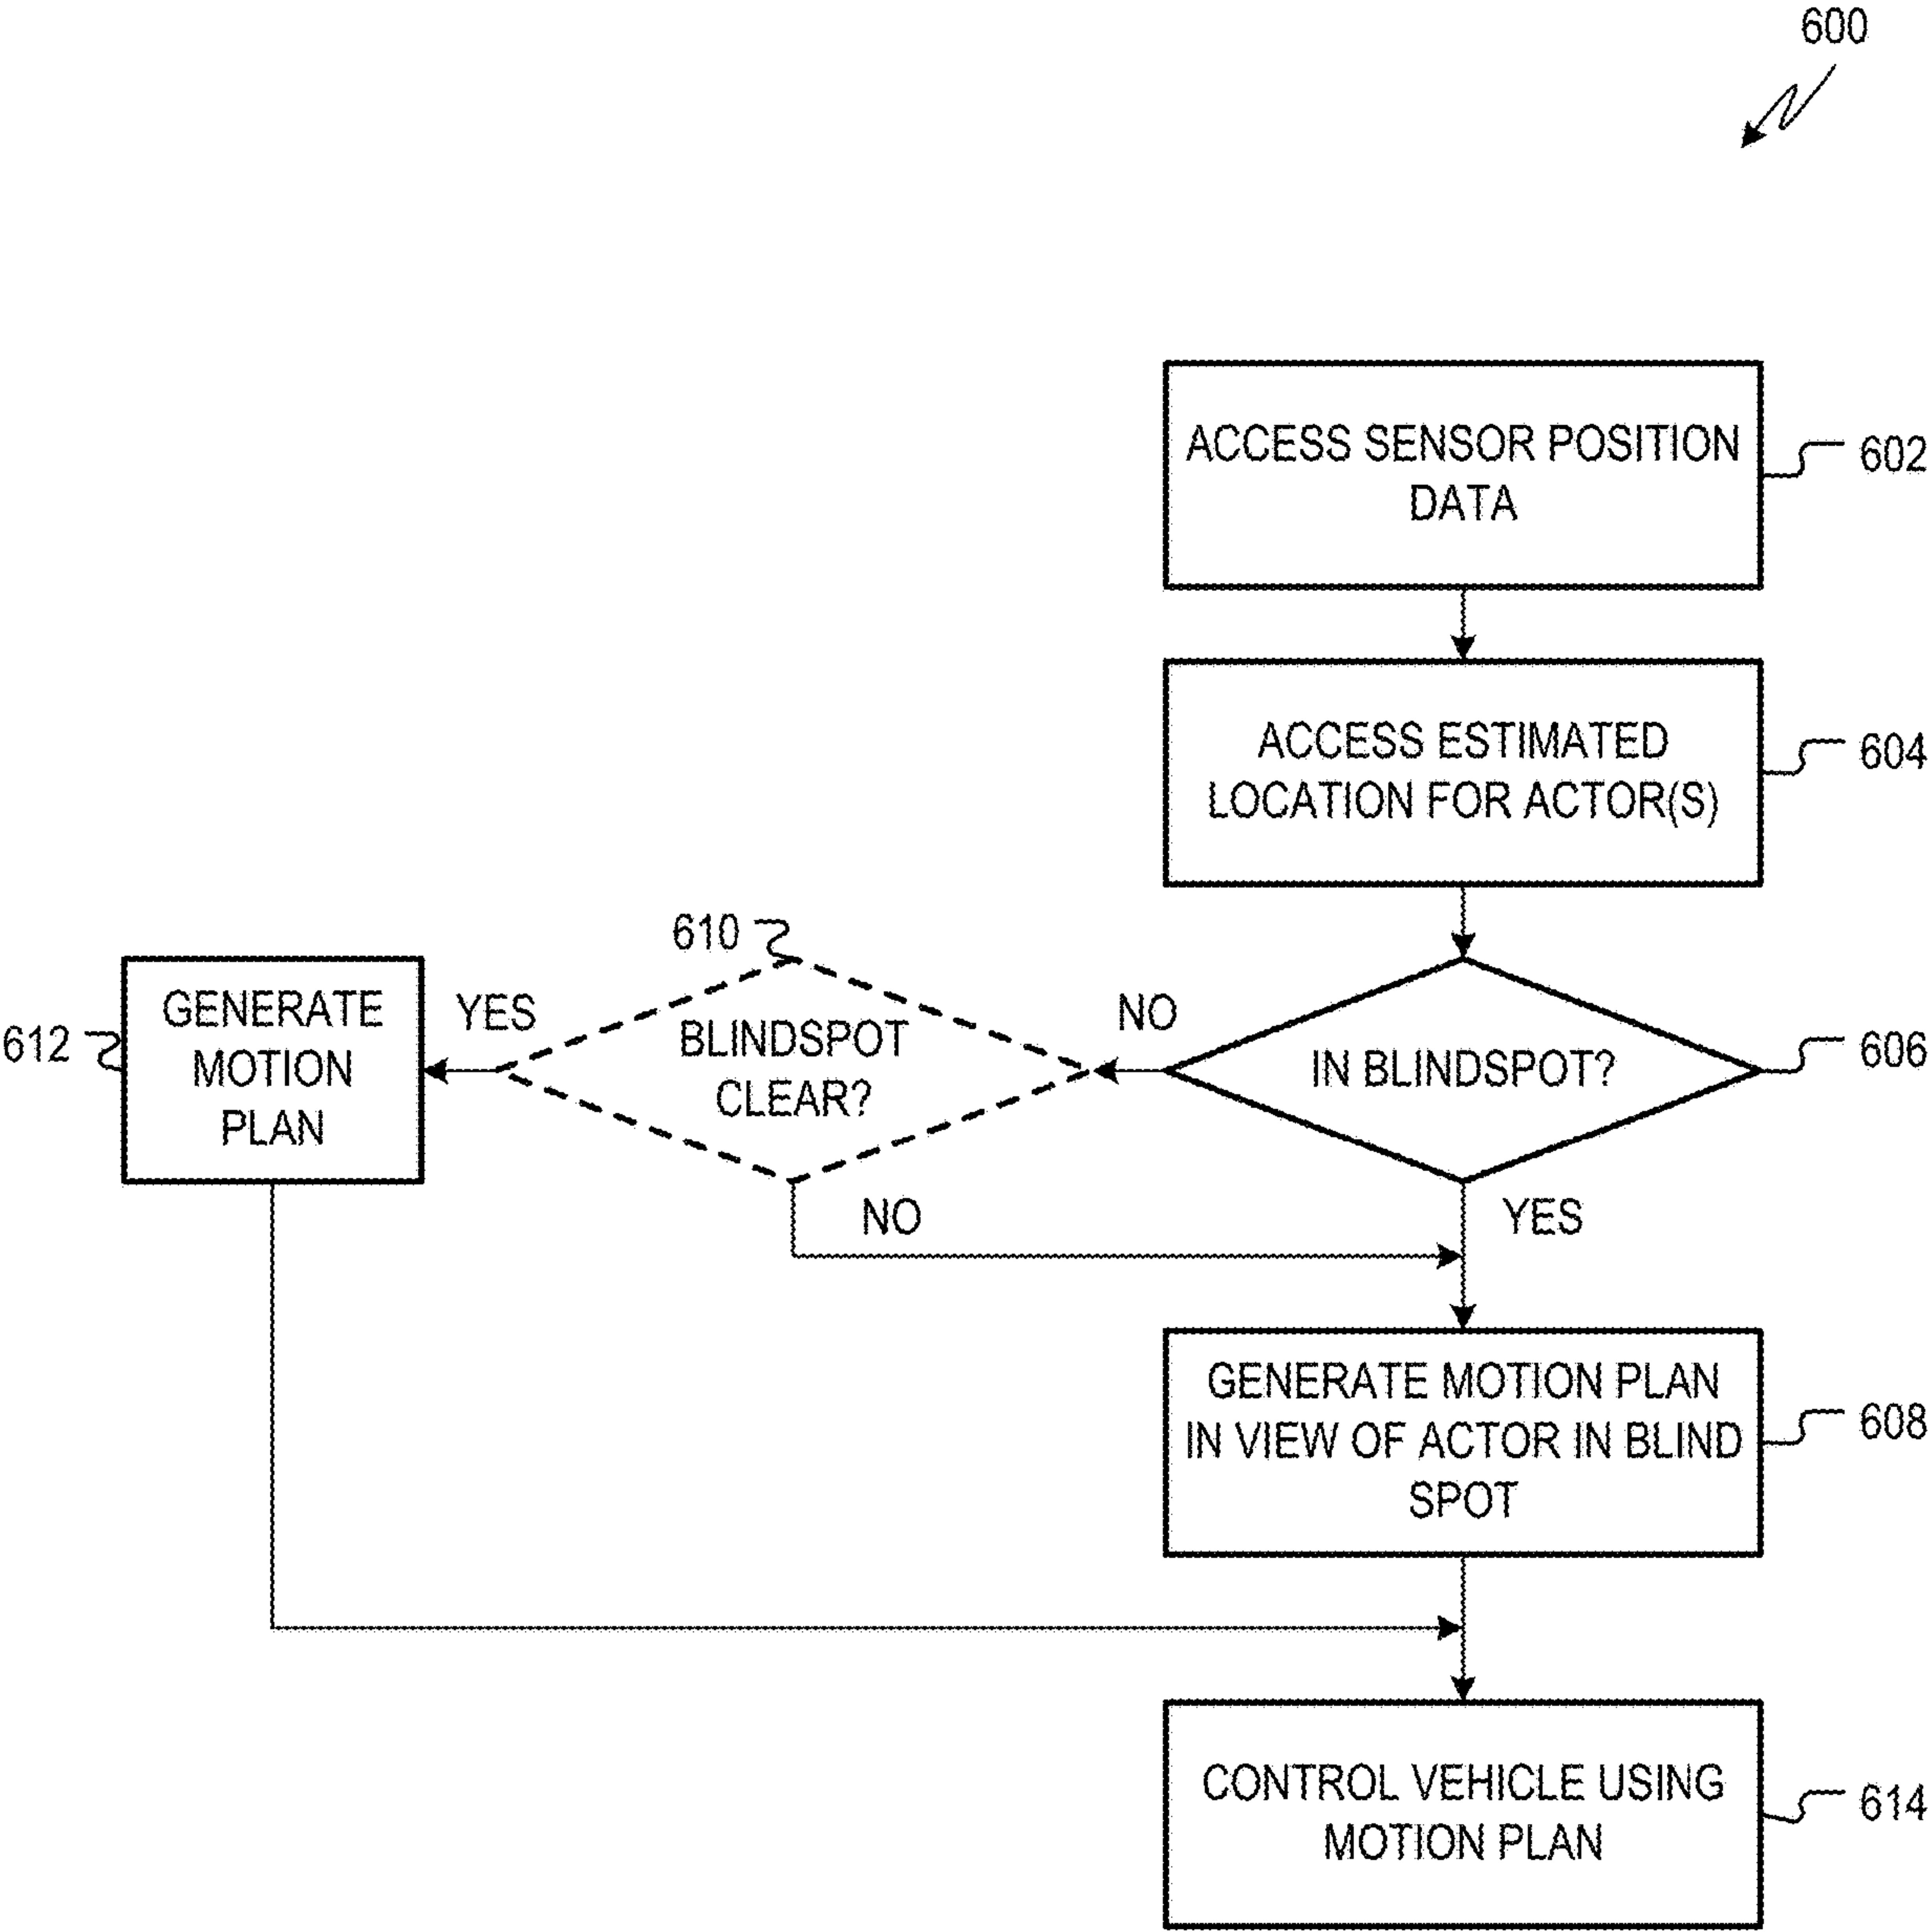 600
ACCESS SENSOR POSITION
DATA
602
ACCESS ESTIMATED
LOCATION FOR ACTOR(S)
604
610
GENERATE
MOTION
PLAN
612
YES
BLINDSPOT
CLEAR?
NO
IN BLINDSPOT?
606
NO
YES
GENERATE MOTION PLAN
IN VIEW OF ACTOR IN BLIND
SPOT
608
CONTROL VEHICLE USING
MOTION PLAN
614